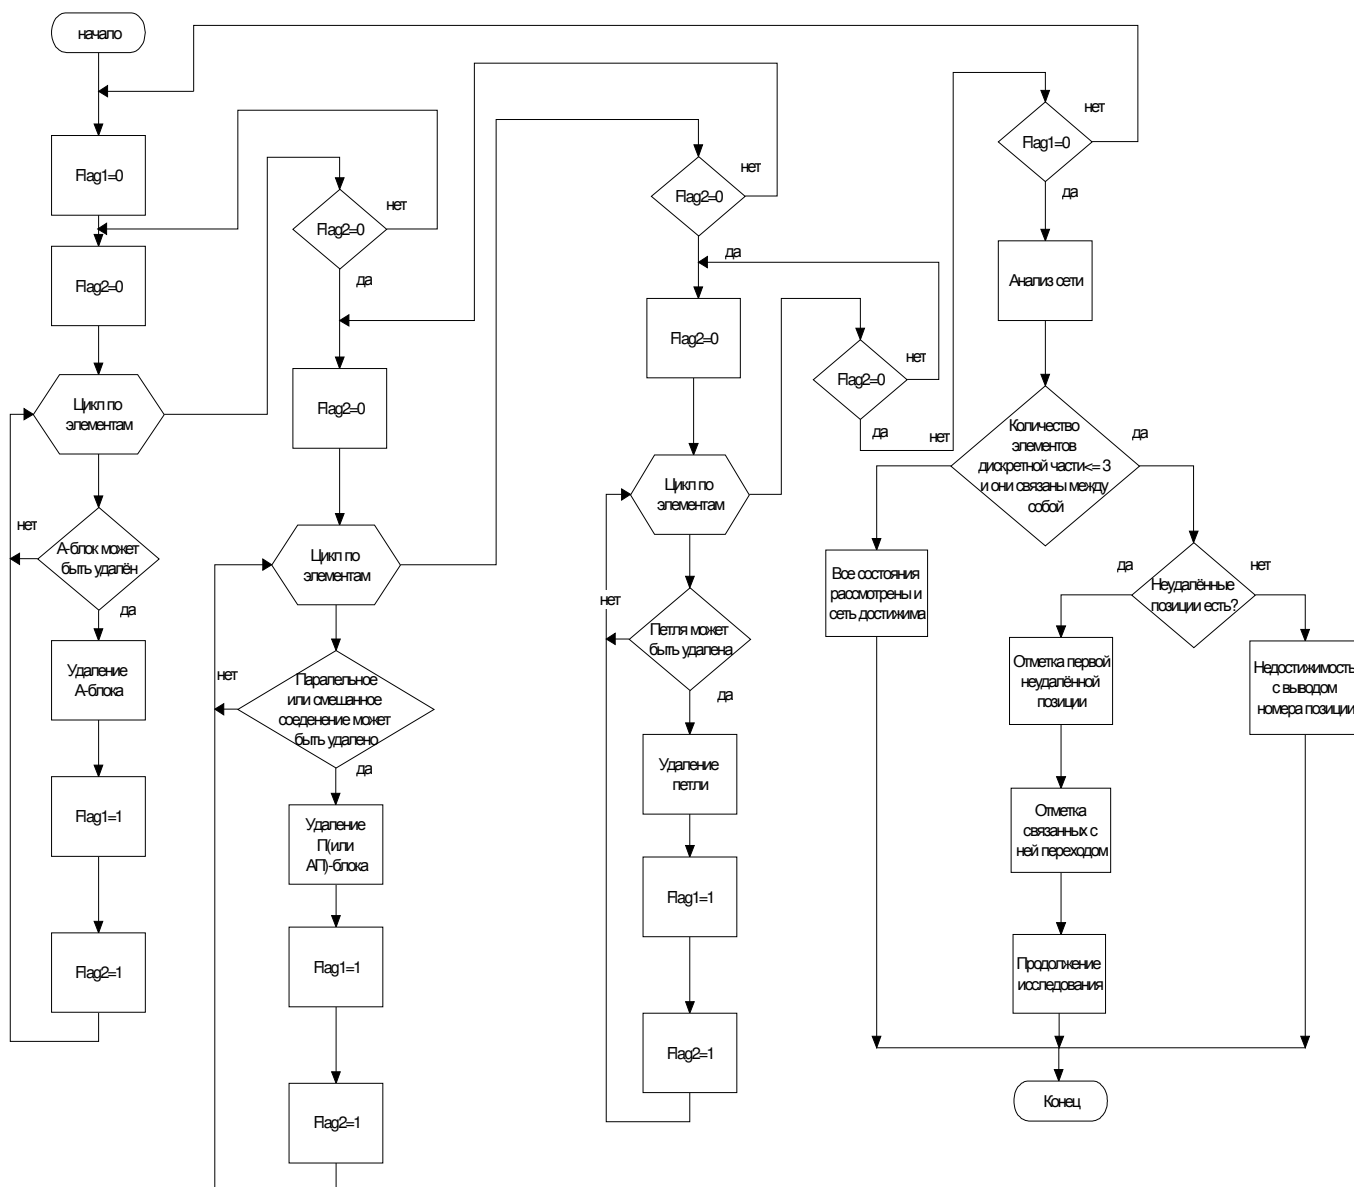 начало
Flag1=0
Flag2=0
Цикл по
элементам
нет
А-блок может
быть удалён
да
Удаление
А-блока
Flag1=1
Flag2=1
Flag2=0
нет
да
Flag2=0
Цикл по
элементам
нет
Паралельное
или смешанное
соеденение может
быть удалено
да
Удаление
П(или
АП)-блока
Flag1=1
Flag2=1
Flag2=0
нет
да
Flag2=0
Цикл по
элементам
нет
Петля может
быть удалена
да
Удаление
петли
Flag1=1
Flag2=1
Flag2=0
нет
да
Flag1=0
нет
да
Анализ сети
Количество
элементов
дискретной части<= 3
и они связаны между
собой
нет
да
Все состояния
рассмотрены и
сеть достижима
Неудалённые
позиции есть?
да
нет
Отметка первой
неудалённой
позиции
Отметка
связанных с
ней переходом
Продолжение
исследования
Недостижимость
с выводом
номера позиции
Конец